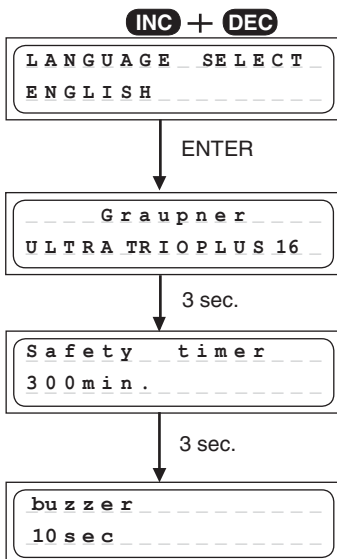 INC + DEC
LANGUAGE SELECT
ENGLISH
ENTER
Graupner
ULTRA TRIOPLUS 16
3 sec.
Safety timer
300min.
3 sec.
buzzer
10sec